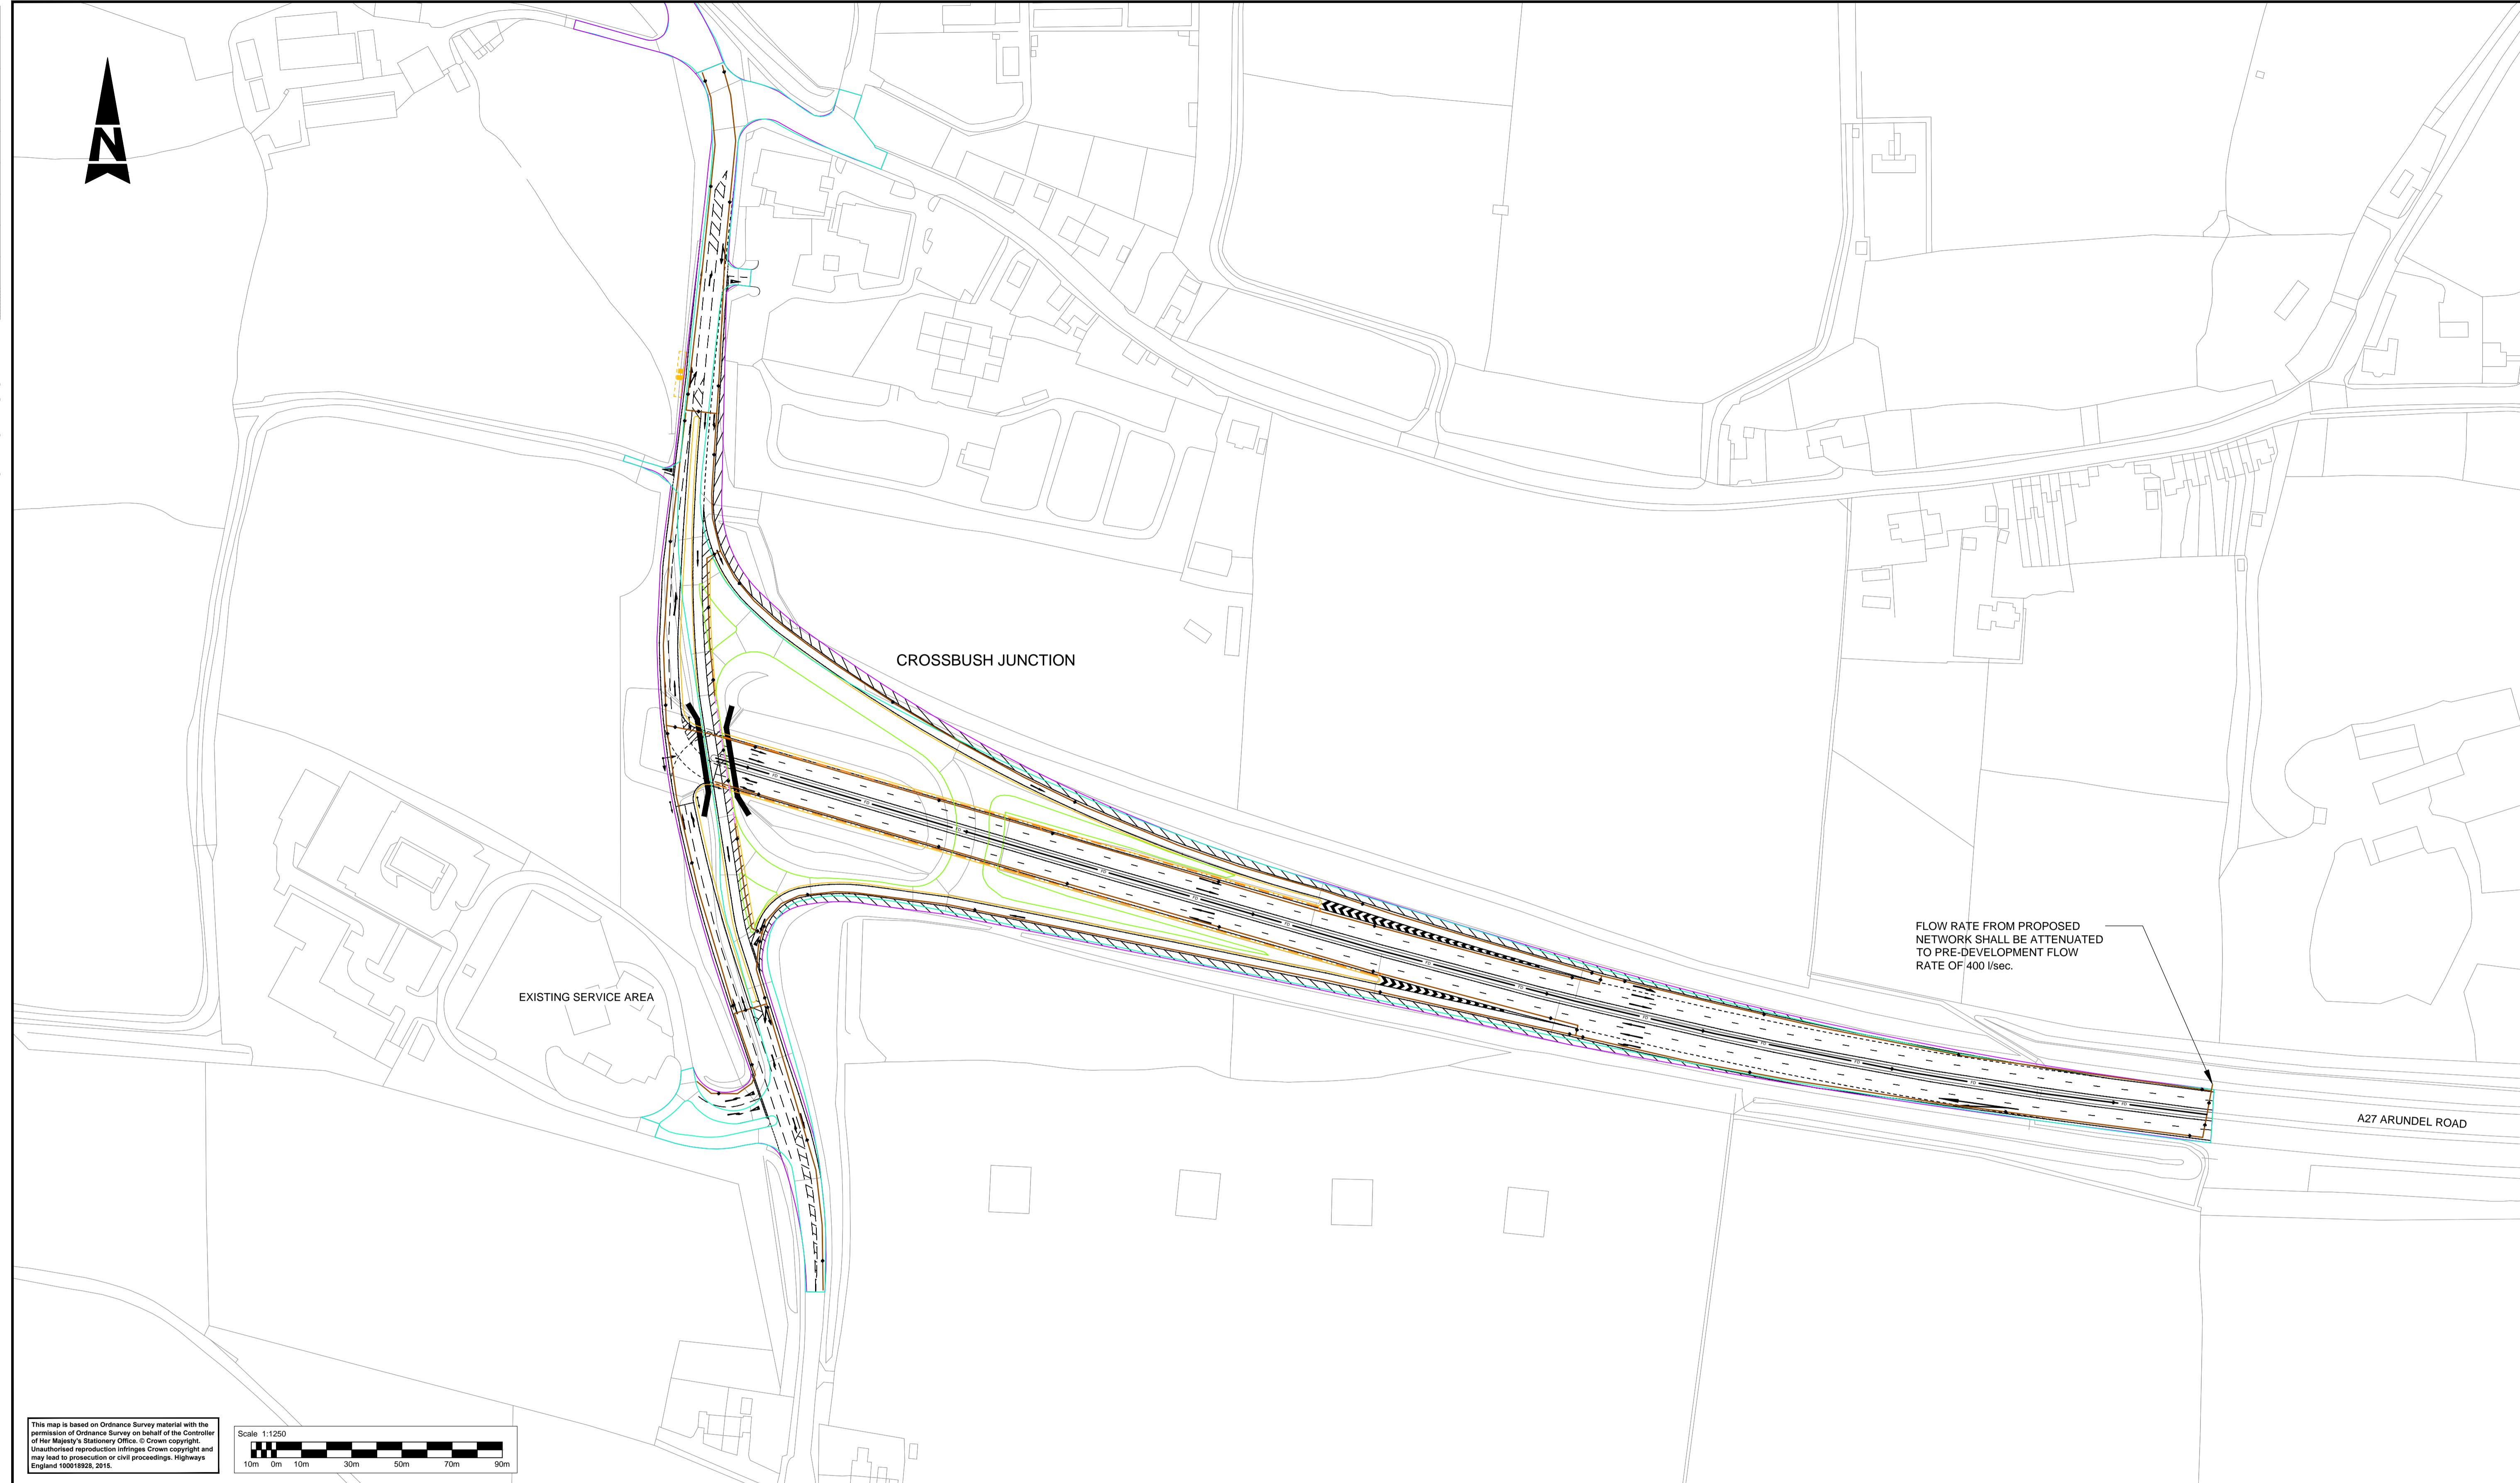 N
CROSSBUSH JUNCTION
FLOW RATE FROM PROPOSED
NETWORK SHALL BE ATTENUATED
TO PRE-DEVELOPMENT FLOW
RATE OF 400 l/sec.
EXISTING SERVICE AREA
A27 ARUNDEL ROAD
This map is based on Ordnance Survey material with the
permission of Ordnance Survey on behalf of the Controller
of Her Majesty's Stationery Office. © Crown copyright.
Unauthorised reproduction infringes Crown copyright and
may lead to prosecution or civil proceedings. Highways
England 100018928, 2015.
Scale 1:1250
10m 0m 10m 30m 50m 70m 90m